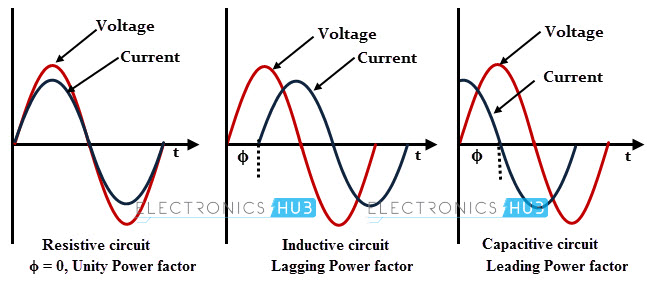 Voltage
Current
t
Resistive circuit
ϕ = 0, Unity Power factor
Voltage
Current
ϕ
t
Inductive circuit
Lagging Power factor
Voltage
Current
ϕ
t
Capacitive circuit
Leading Power factor
ELECTRONICS HUB
ELECTRONICS HUB